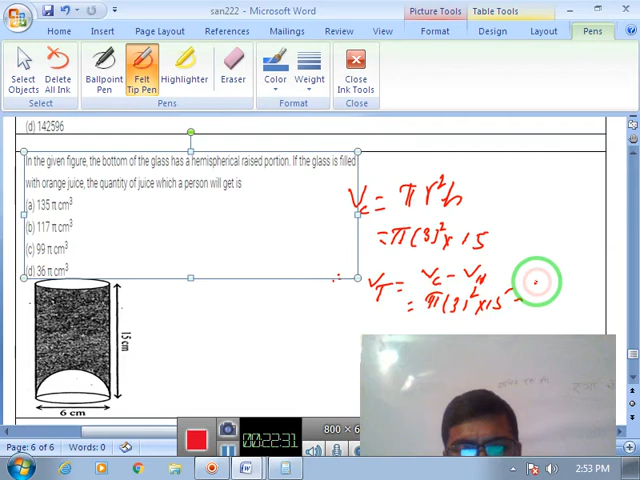 san222 - Microsoft Word
Picture Tools
Table Tools
Home
Insert
Page Layout
References
Mailings
Review
View
Format
Design
Layout
Pens
Select Objects
Delete All Ink
Ballpoint Pen
Felt Tip Pen
Highlighter
Eraser
Color
Weight
Close Ink Tools
Select
Pens
Format
Close
(d) 142596
In the given figure, the bottom of the glass has a hemispherical raised portion. If the glass is filled
with orange juice, the quantity of juice which a person will get is
(a) 135 π cm³
(b) 117 π cm³
(c) 99 π cm³
(d) 36 π cm³
V_C = π r² h
= π (3)² × 15
∴ V_T = V_C - V_H
= π (3)² × 15 -
15 cm
6 cm
00:22:31
800 × 6
Page: 6 of 6
Words: 0
2:53 PM